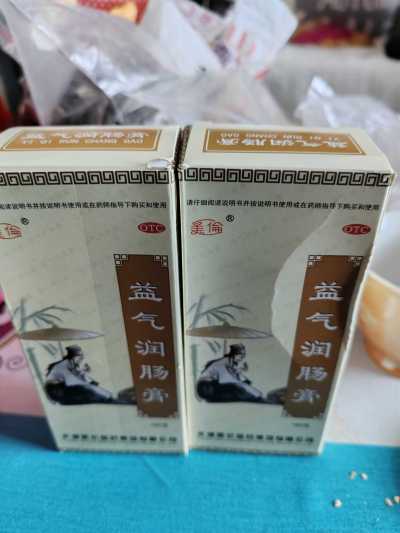 益气润肠膏
YI QI RUN CHANG GAO
益气润肠膏
YI QI RUN CHANG GAO
阅读说明书并按说明书使用或在药师指导下购买和使用
请仔细阅读说明书并按说明书使用或在药师指导下购买和使用
美倫®
OTC
益气润肠膏
美倫®
OTC
益气润肠膏